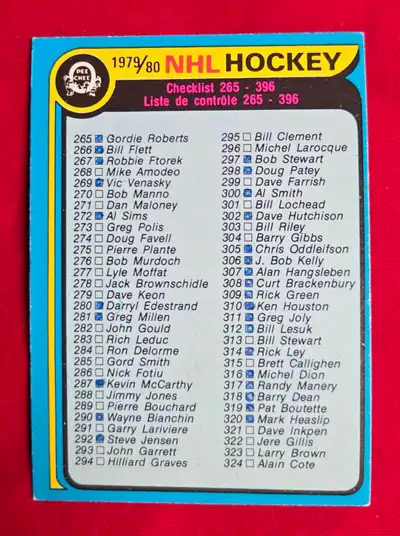 O
PEE
CHEE
1979/80 NHL HOCKEY
Checklist 265 - 396
Liste de contrôle 265 - 396
265 Gordie Roberts
266 Bill Flett
267 Robbie Ftorek
268 Mike Amodeo
269 Vic Venasky
270 Bob Manno
271 Dan Maloney
272 Al Sims
273 Greg Polis
274 Doug Favell
275 Pierre Plante
276 Bob Murdoch
277 Lyle Moffat
278 Jack Brownschidle
279 Dave Keon
280 Darryl Edestrand
281 Greg Millen
282 John Gould
283 Rich Leduc
284 Ron Delorme
285 Gord Smith
286 Nick Fotiu
287 Kevin McCarthy
288 Jimmy Jones
289 Pierre Bouchard
290 Wayne Bianchin
291 Garry Lariviere
292 Steve Jensen
293 John Garrett
294 Hilliard Graves
295 Bill Clement
296 Michel Larocque
297 Bob Stewart
298 Doug Patey
299 Dave Farrish
300 Al Smith
301 Bill Lochead
302 Dave Hutchison
303 Bill Riley
304 Barry Gibbs
305 Chris Oddleifson
306 J. Bob Kelly
307 Alan Hangsleben
308 Curt Brackenbury
309 Rick Green
310 Ken Houston
311 Greg Joly
312 Bill Lesuk
313 Bill Stewart
314 Rick Ley
315 Brett Callighen
316 Michel Dion
317 Randy Manery
318 Barry Dean
319 Pat Boutette
320 Mark Heaslip
321 Dave Inkpen
322 Jere Gillis
323 Larry Brown
324 Alain Cote